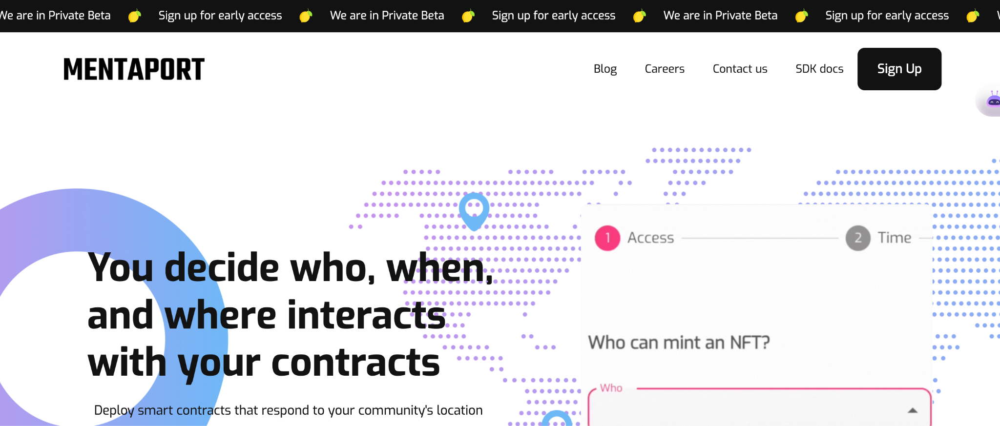 We are in Private Beta Sign up for early access We are in Private Beta Sign up for early access We are in Private Beta Sign up for early access
MENTAPORT
Blog Careers Contact us SDK docs Sign Up
1 Access 2 Time
You decide who, when,
and where interacts
with your contracts
Who can mint an NFT?
Who
Deploy smart contracts that respond to your community's location